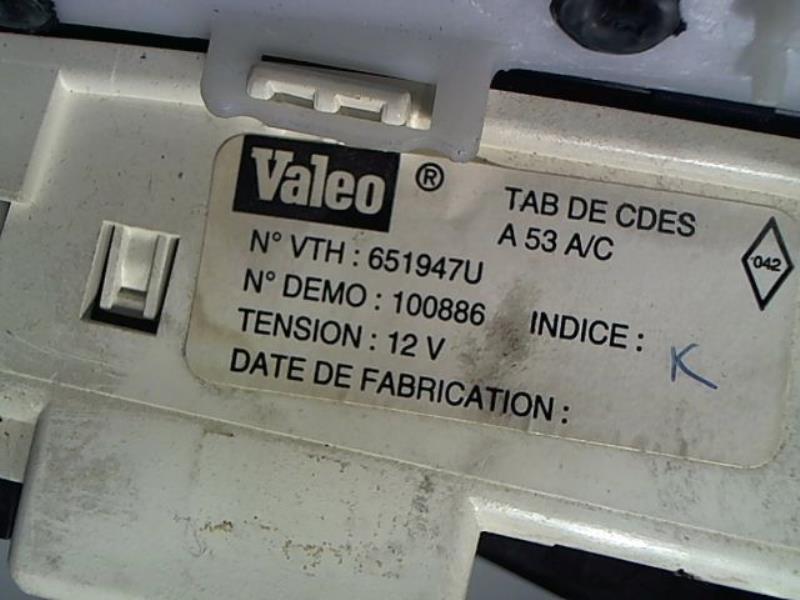 Valeo ®
TAB DE CDES
A 53 A/C
042
N° VTH : 651947U
N° DEMO : 100886
INDICE : K
TENSION : 12 V
DATE DE FABRICATION :